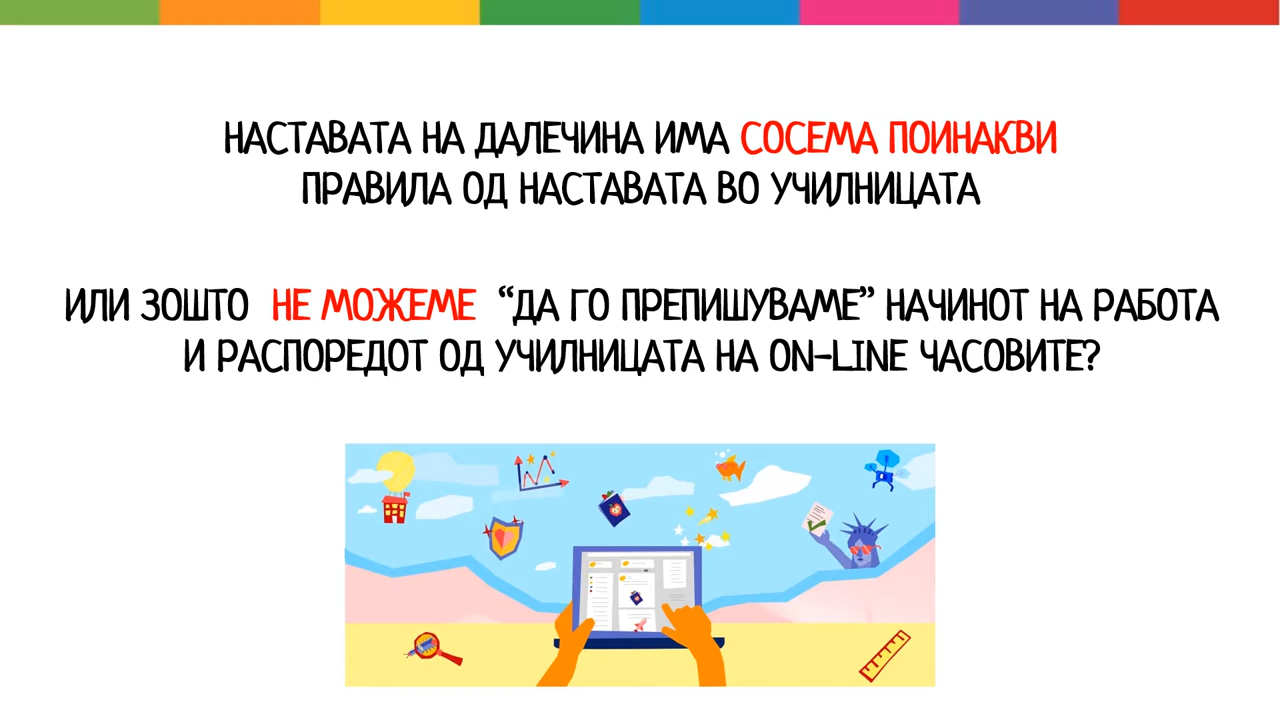 НАСТАВАТА НА ДАЛЕЧИНА ИМА СОСЕМА ПОИНАКВИ
ПРАВИЛА ОД НАСТАВАТА ВО УЧИЛНИЦАТА
ИЛИ ЗОШТО НЕ МОЖЕМЕ “ДА ГО ПРЕПИШУВАМЕ” НАЧИНОТ НА РАБОТА
И РАСПОРЕДОТ ОД УЧИЛНИЦАТА НА ON-LINE ЧАСОВИТЕ?